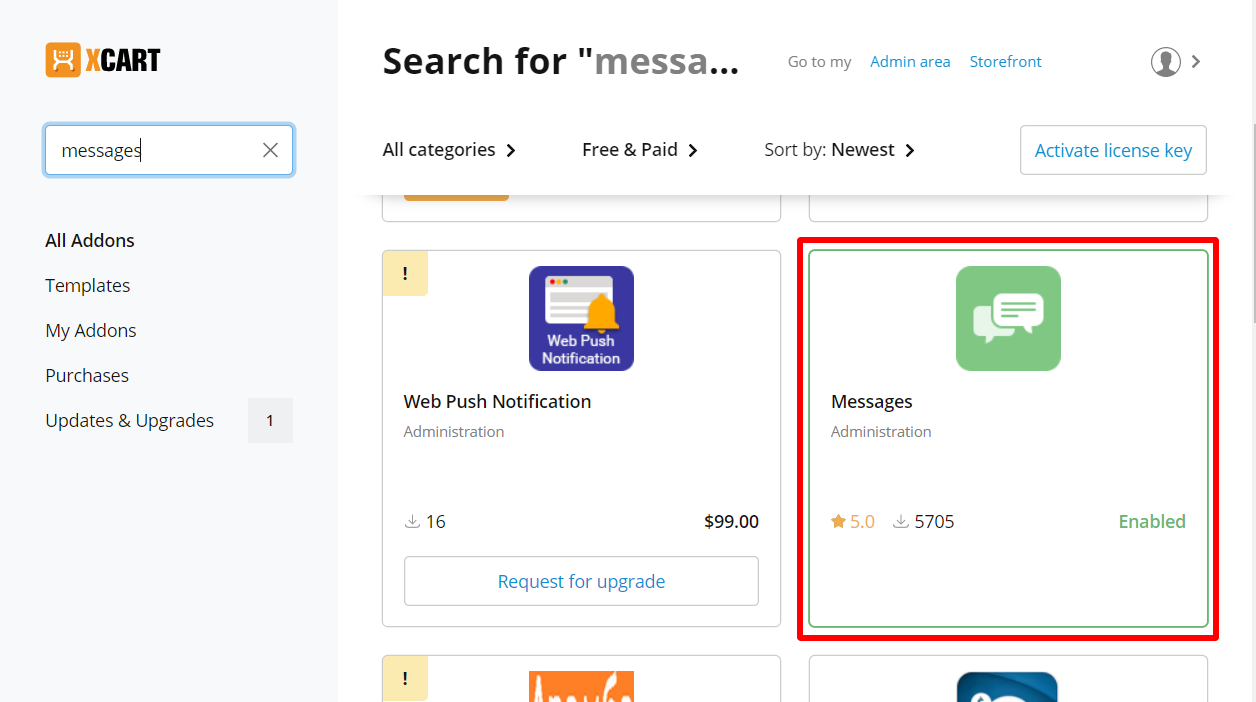 XCART
messages
All Addons
Templates
My Addons
Purchases
Updates & Upgrades 1
Search for "messa...
Go to my Admin area Storefront
All categories Free & Paid Sort by: Newest Activate license key
!
Web Push
Notification
Web Push Notification
Administration
16 $99.00
Request for upgrade
Messages
Administration
5.0 5705 Enabled
!